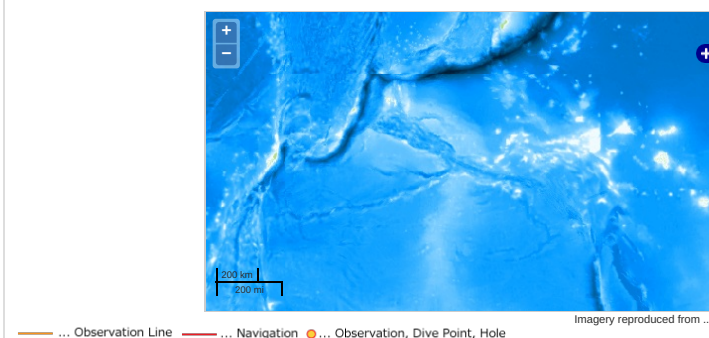 +
−
+
200 km
200 mi
Imagery reproduced from ..
... Observation Line ... Navigation ... Observation, Dive Point, Hole